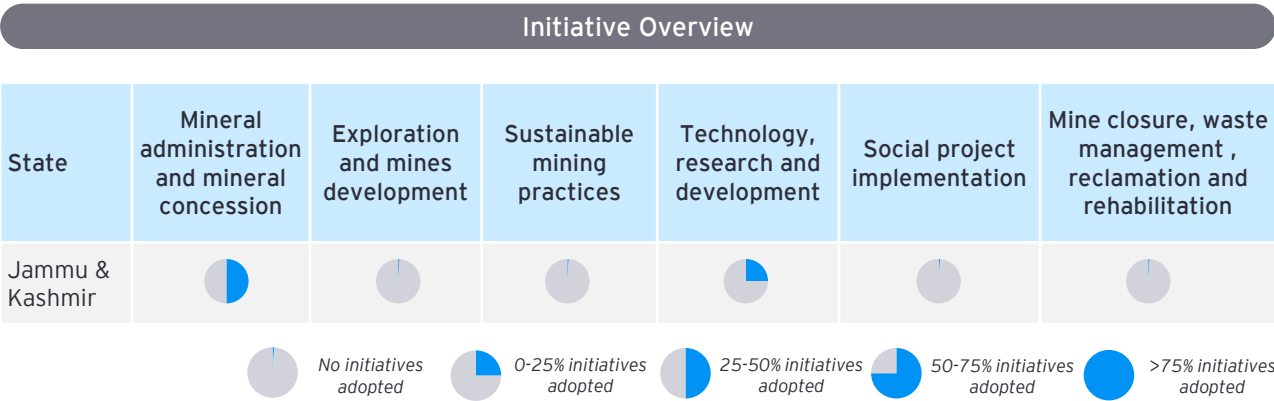 Initiative Overview
State
Mineral
administration
and mineral
concession
Exploration
and mines
development
Sustainable
mining
practices
Technology,
research and
development
Social project
implementation
Mine closure, waste
management ,
reclamation and
rehabilitation
Jammu &
Kashmir
No initiatives
adopted
0-25% initiatives
adopted
25-50% initiatives
adopted
50-75% initiatives
adopted
>75% initiatives
adopted